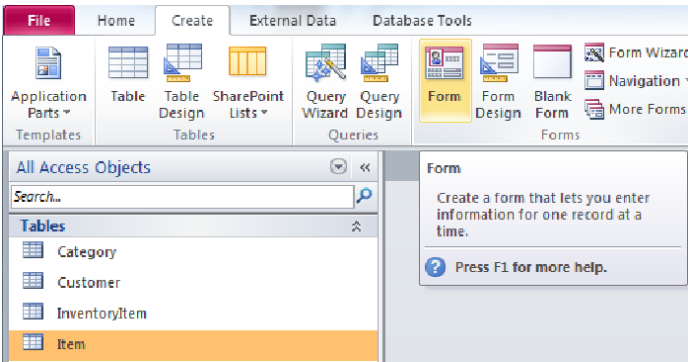 File Home Create External Data Database Tools
Application Parts Table Table Design SharePoint Lists Query Wizard Query Design Form Form Design Blank Form Form Wizard
Navigation
More Forms
Templates Tables Queries Forms
All Access Objects
Search...
Tables
Category
Customer
InventoryItem
Item
Form
Create a form that lets you enter
information for one record at a
time.
Press F1 for more help.